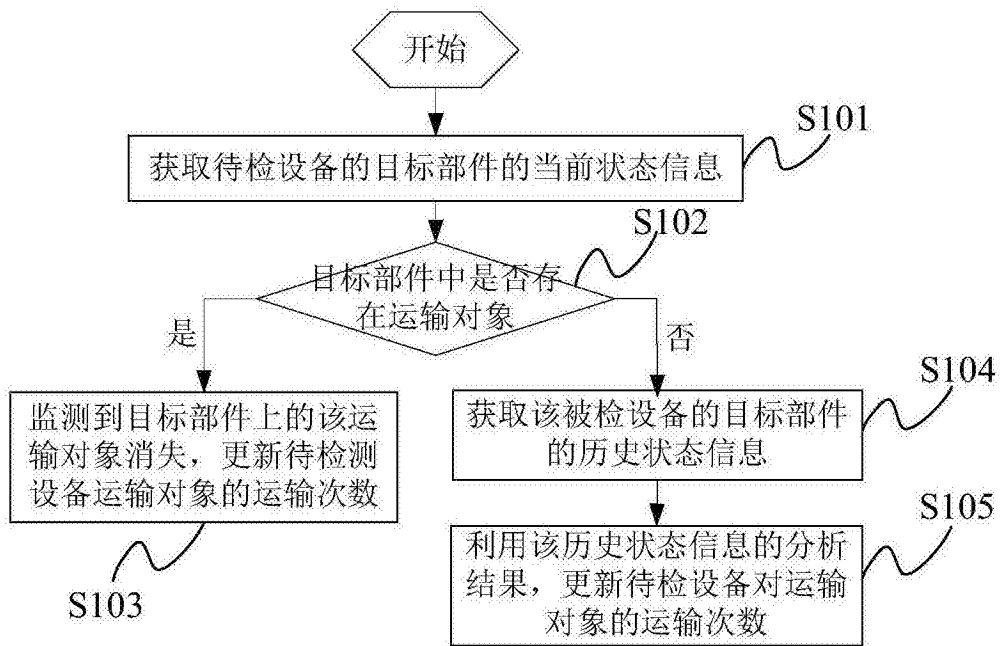 开始
S101
获取待检设备的目标部件的当前状态信息
S102
目标部件中是否存
在运输对象
是
否
S103
监测到目标部件上的该运
输对象消失，更新待检测
设备运输对象的运输次数
S104
获取该被检设备的目标部件
的历史状态信息
S105
利用该历史状态信息的分析
结果，更新待检设备对运输
对象的运输次数